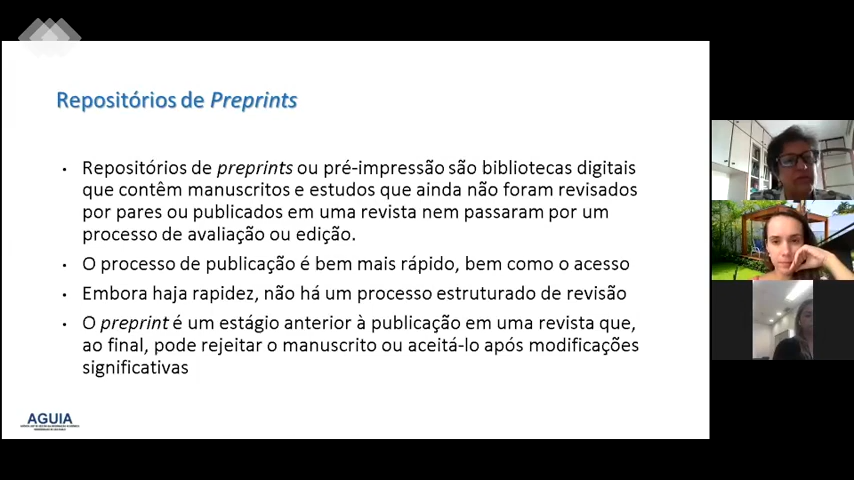 Repositórios de Preprints
• Repositórios de preprints ou pré-impressão são bibliotecas digitais
que contêm manuscritos e estudos que ainda não foram revisados
por pares ou publicados em uma revista nem passaram por um
processo de avaliação ou edição.
• O processo de publicação é bem mais rápido, bem como o acesso
• Embora haja rapidez, não há um processo estruturado de revisão
• O preprint é um estágio anterior à publicação em uma revista que,
ao final, pode rejeitar o manuscrito ou aceitá-lo após modificações
significativas
AGUIA